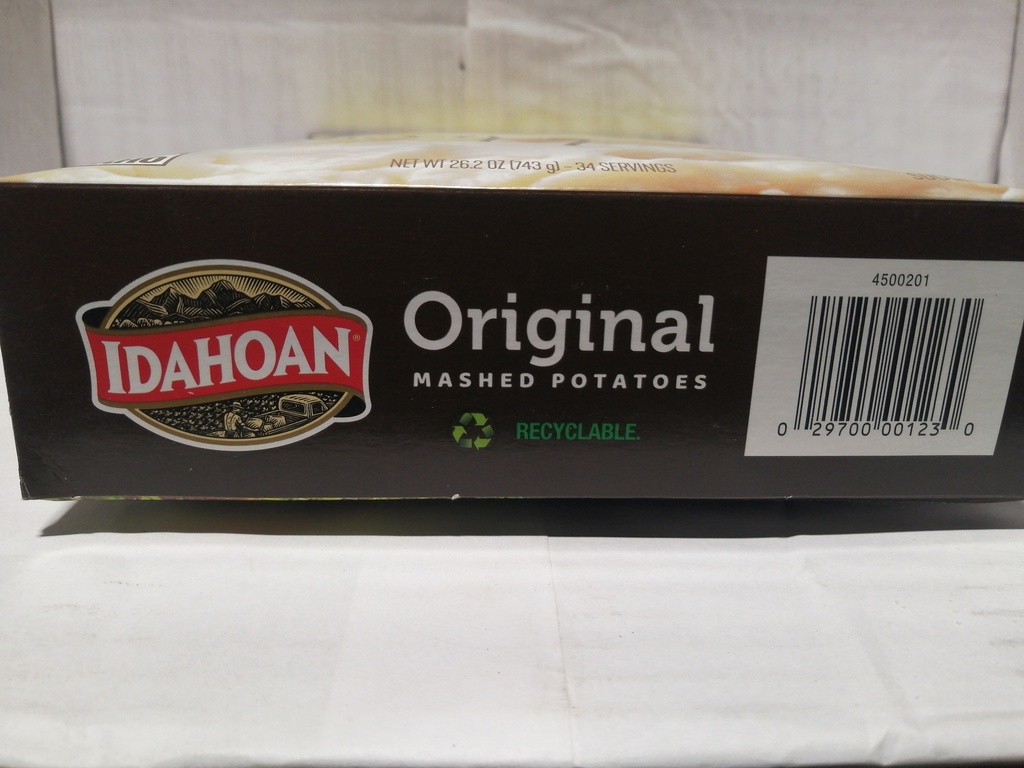 NET WT 26.2 OZ (743 g) - 34 SERVINGS
IDAHOAN®
Original
MASHED POTATOES
RECYCLABLE.
4500201
0 29700 00123 0